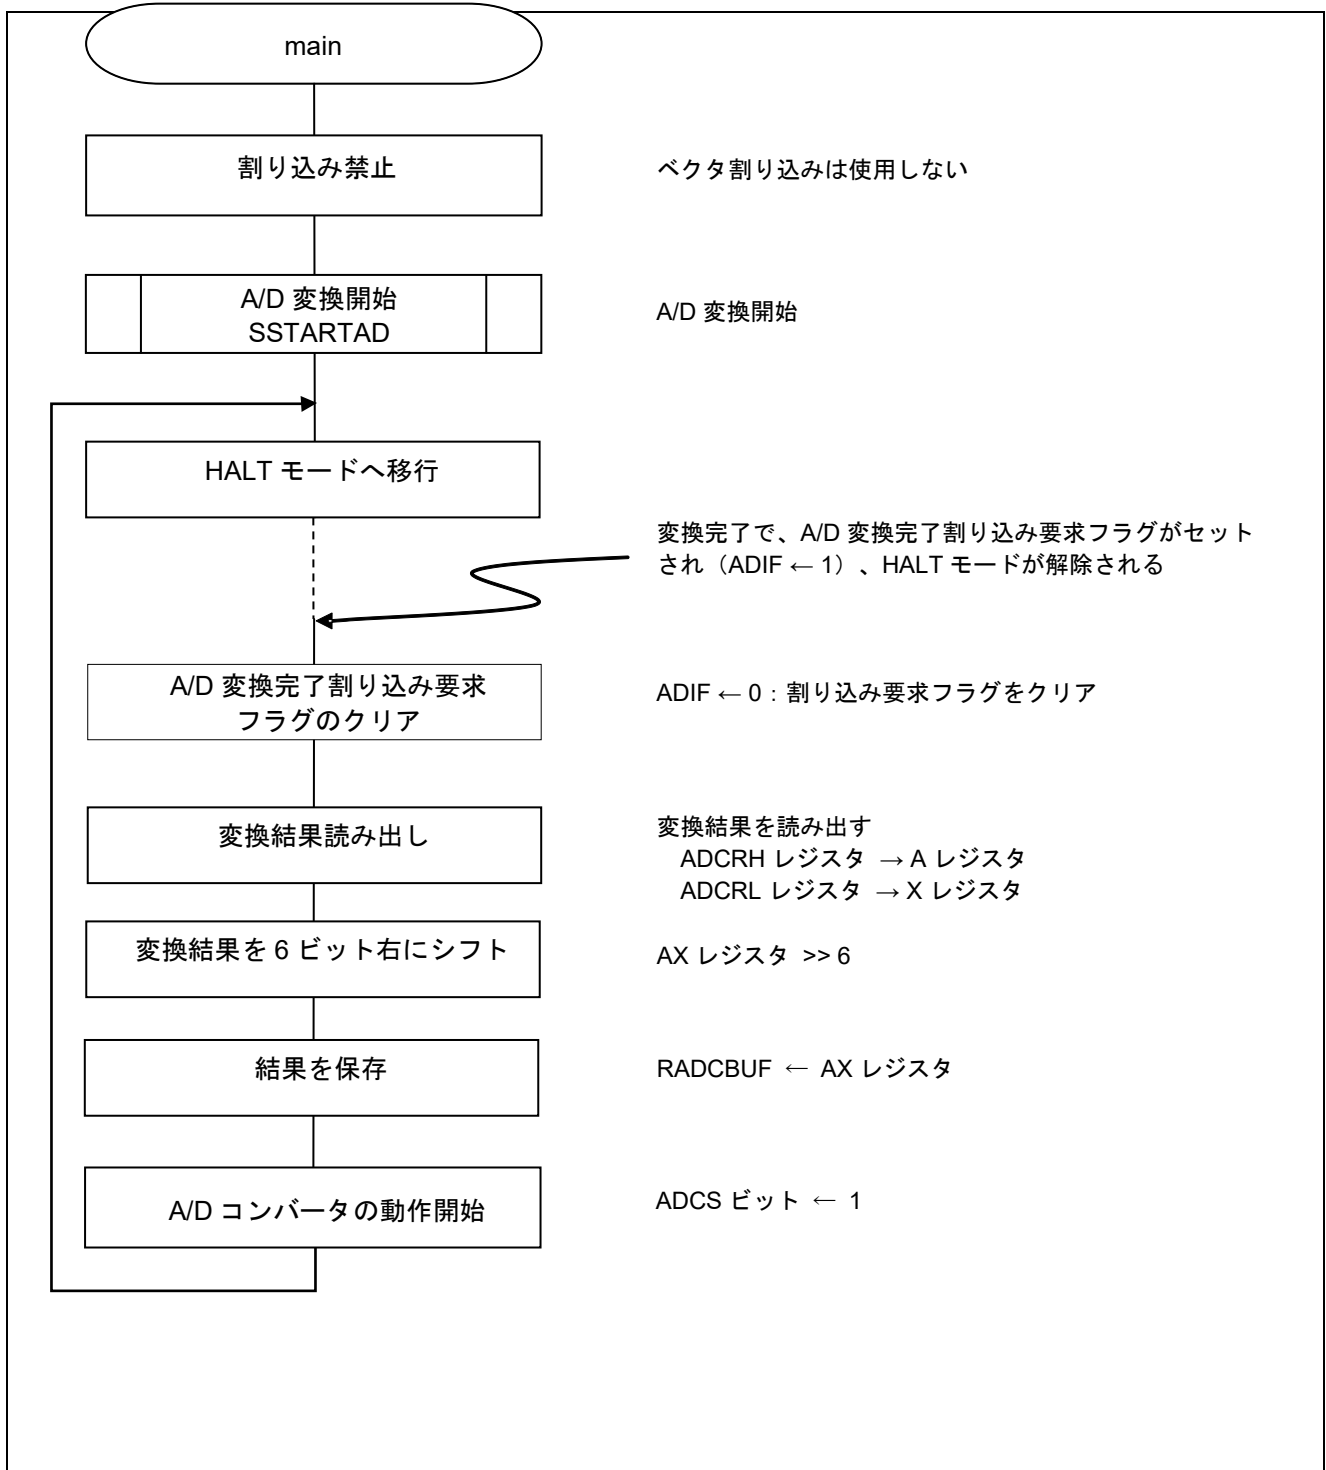 main
割り込み禁止
ベクタ割り込みは使用しない
A/D 変換開始
SSTARTAD
A/D 変換開始
HALT モードへ移行
変換完了で、A/D 変換完了割り込み要求フラグがセット
され（ADIF ← 1）、HALT モードが解除される
A/D 変換完了割り込み要求
フラグのクリア
ADIF ← 0：割り込み要求フラグをクリア
変換結果読み出し
変換結果を読み出す
ADCRH レジスタ → A レジスタ
ADCRL レジスタ → X レジスタ
変換結果を 6 ビット右にシフト
AX レジスタ >> 6
結果を保存
RADCBUF ← AX レジスタ
A/D コンバータの動作開始
ADCS ビット ← 1